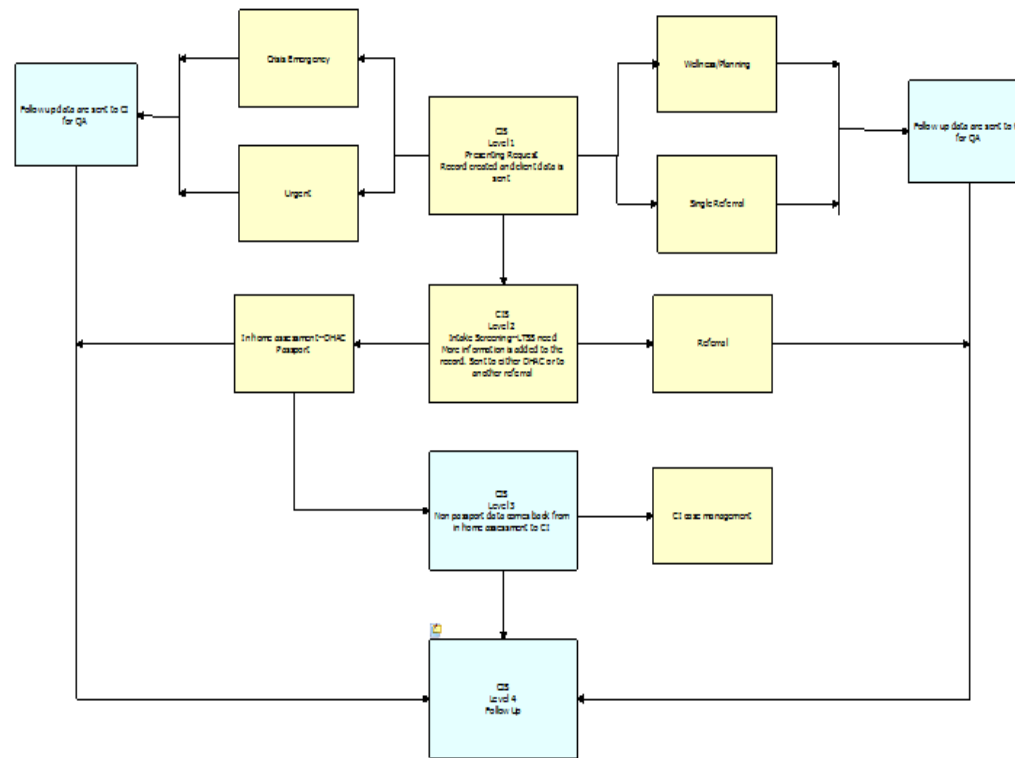 Crisis Emergency
Wellness/Planning
Follow up data are sent to CI
for QA
Follow up data are sent to
for QA
CIS
Level 1
Presenting Request
Record created and client data is
sent
Urgent
Single Referral
CIS
Level 2
Intake Screening--LTSS need
More information is added to the
record. Sent to either OHAC or to
another referral
In home assessment--OHAC
Passport
Referral
CIS
Level 3
Non passport data comes back from
in home assessment to CI
CI case management
CIS
Level 4
Follow Up